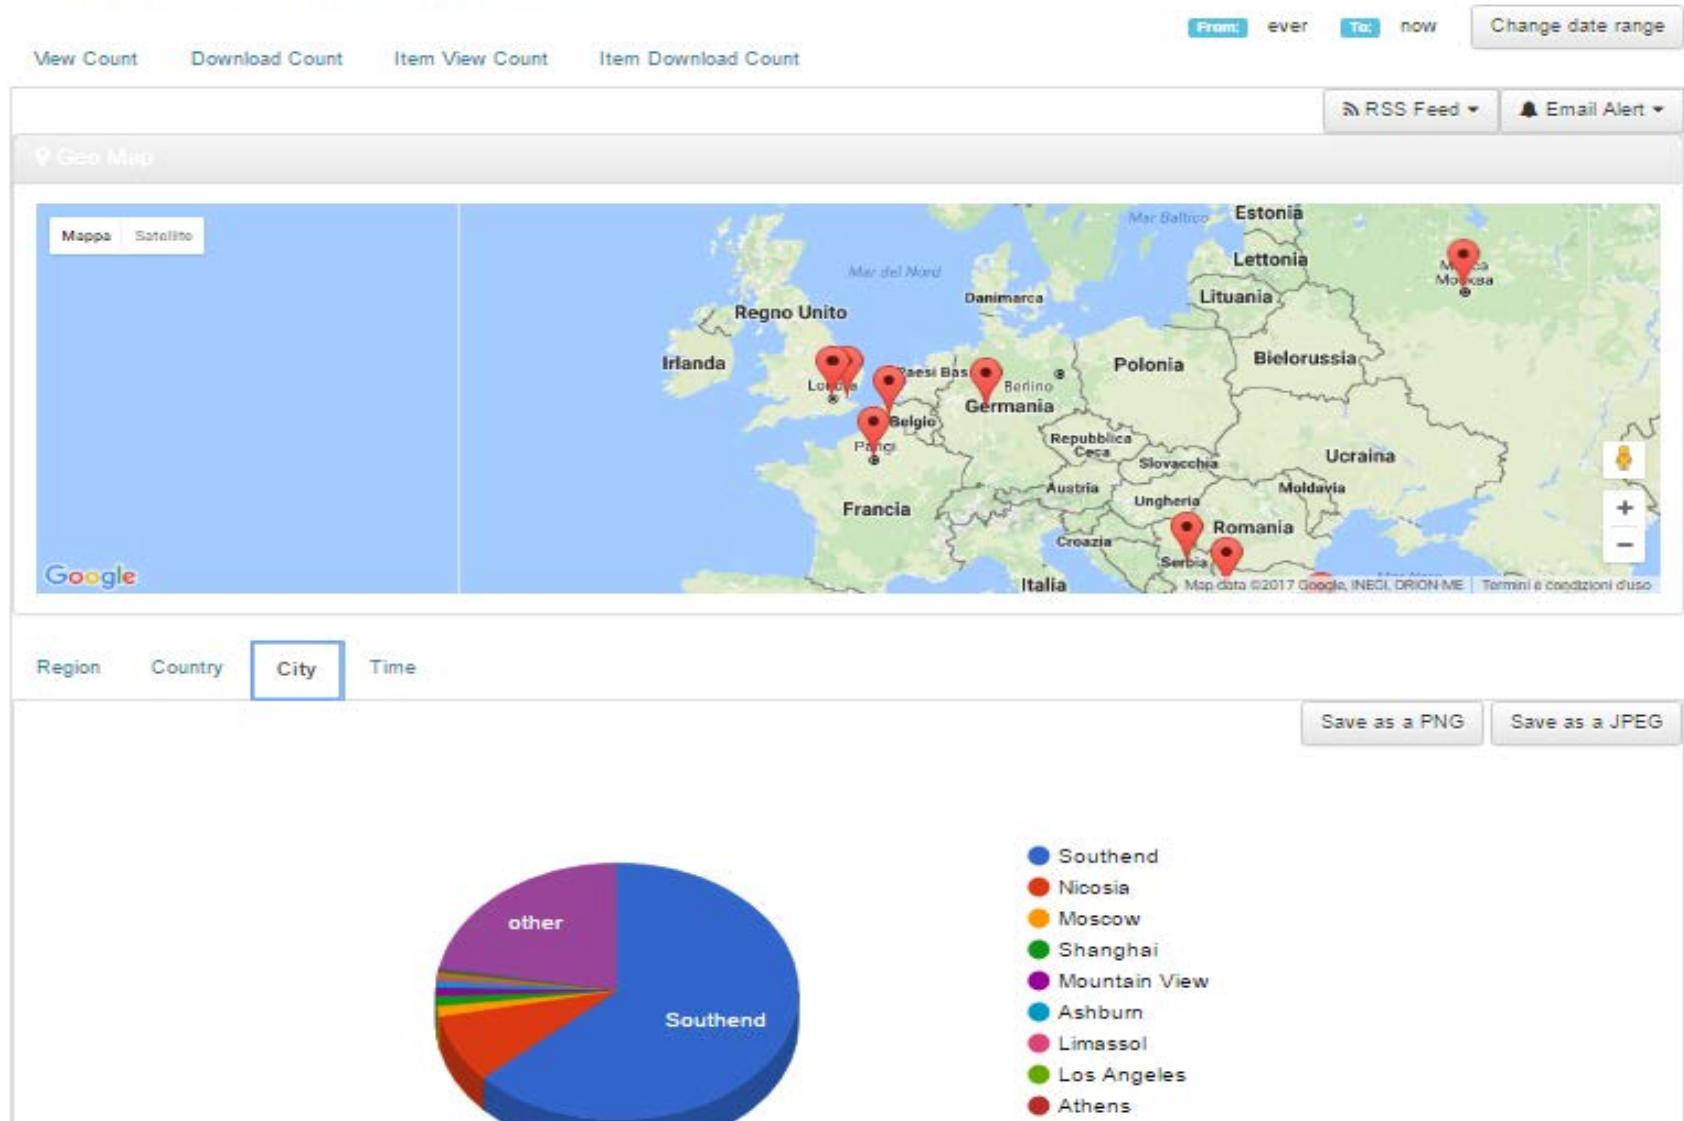 From: ever To: now Change date range
View Count Download Count Item View Count Item Download Count
RSS Feed Email Alert
Geo Map
Mappa Satellite
Mar Baltico Estonia
Lettonia
Mar del Nord
Danimarca Lituania
Regno Unito
Irlanda Polonia Bielorussia
Berlino
Germania
Belgio
Repubblica
Ceca
Slovacchia Ucraina
Austria Moldavia
Ungheria
Francia
Romania
Croazia
Serbia
Google Italia Map data ©2017 Google, INEGI, ORION-ME Termini e condizioni d'uso
Region Country City Time
Save as a PNG Save as a JPEG
Southend
Nicosia
Moscow
Shanghai
Mountain View
Ashburn
Limassol
Los Angeles
Athens
other
Southend